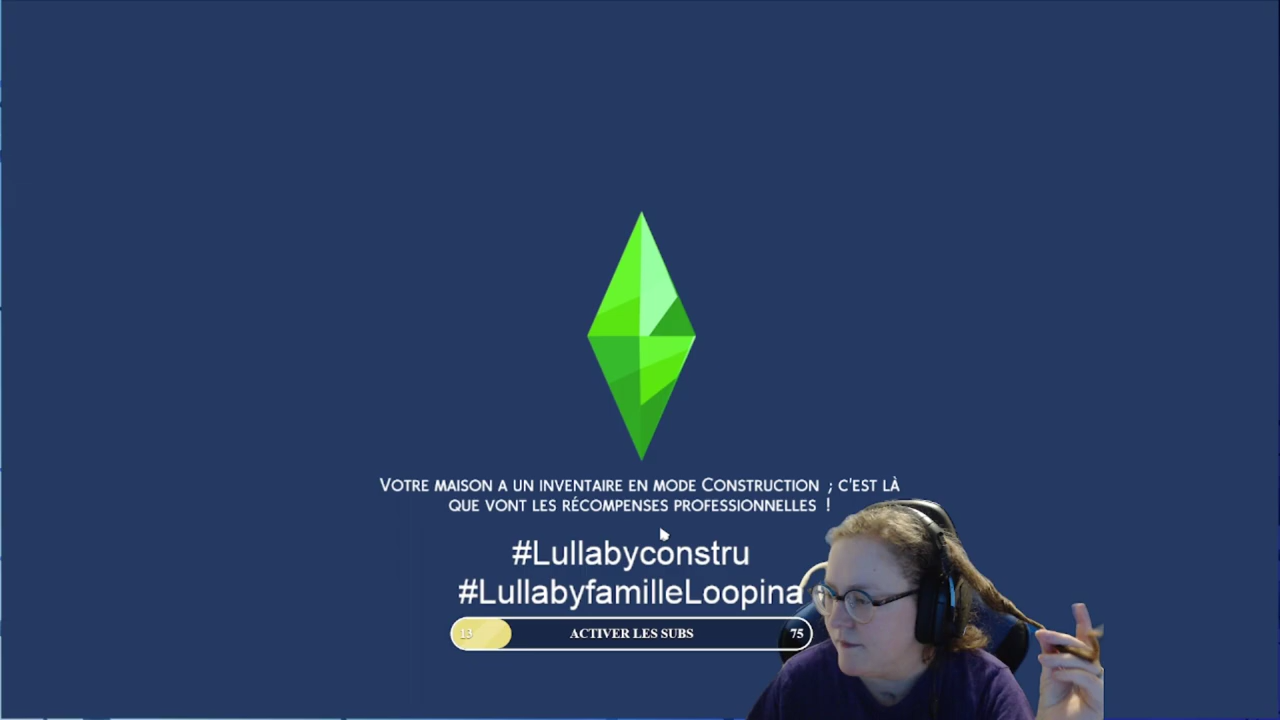 Votre maison a un inventaire en mode Construction ; c'est là
que vont les récompenses professionnelles !
#Lullabyconstru
#LullabyfamilleLoopina
13 ACTIVER LES SUBS 75